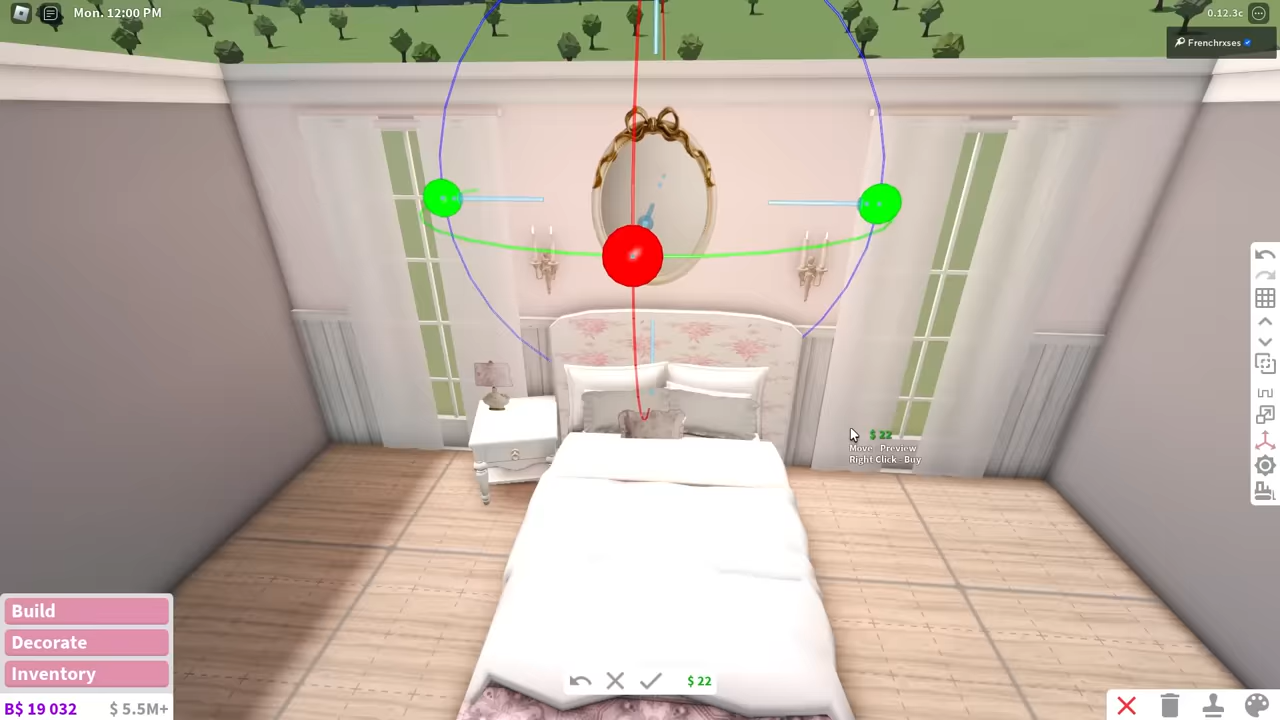 Mon. 12:00 PM
0.12.3c
Frenchrxses
$ 22
Move - Preview
Right Click - Buy
Build
Decorate
Inventory
B$ 19 032 $ 5.5M+
$ 22